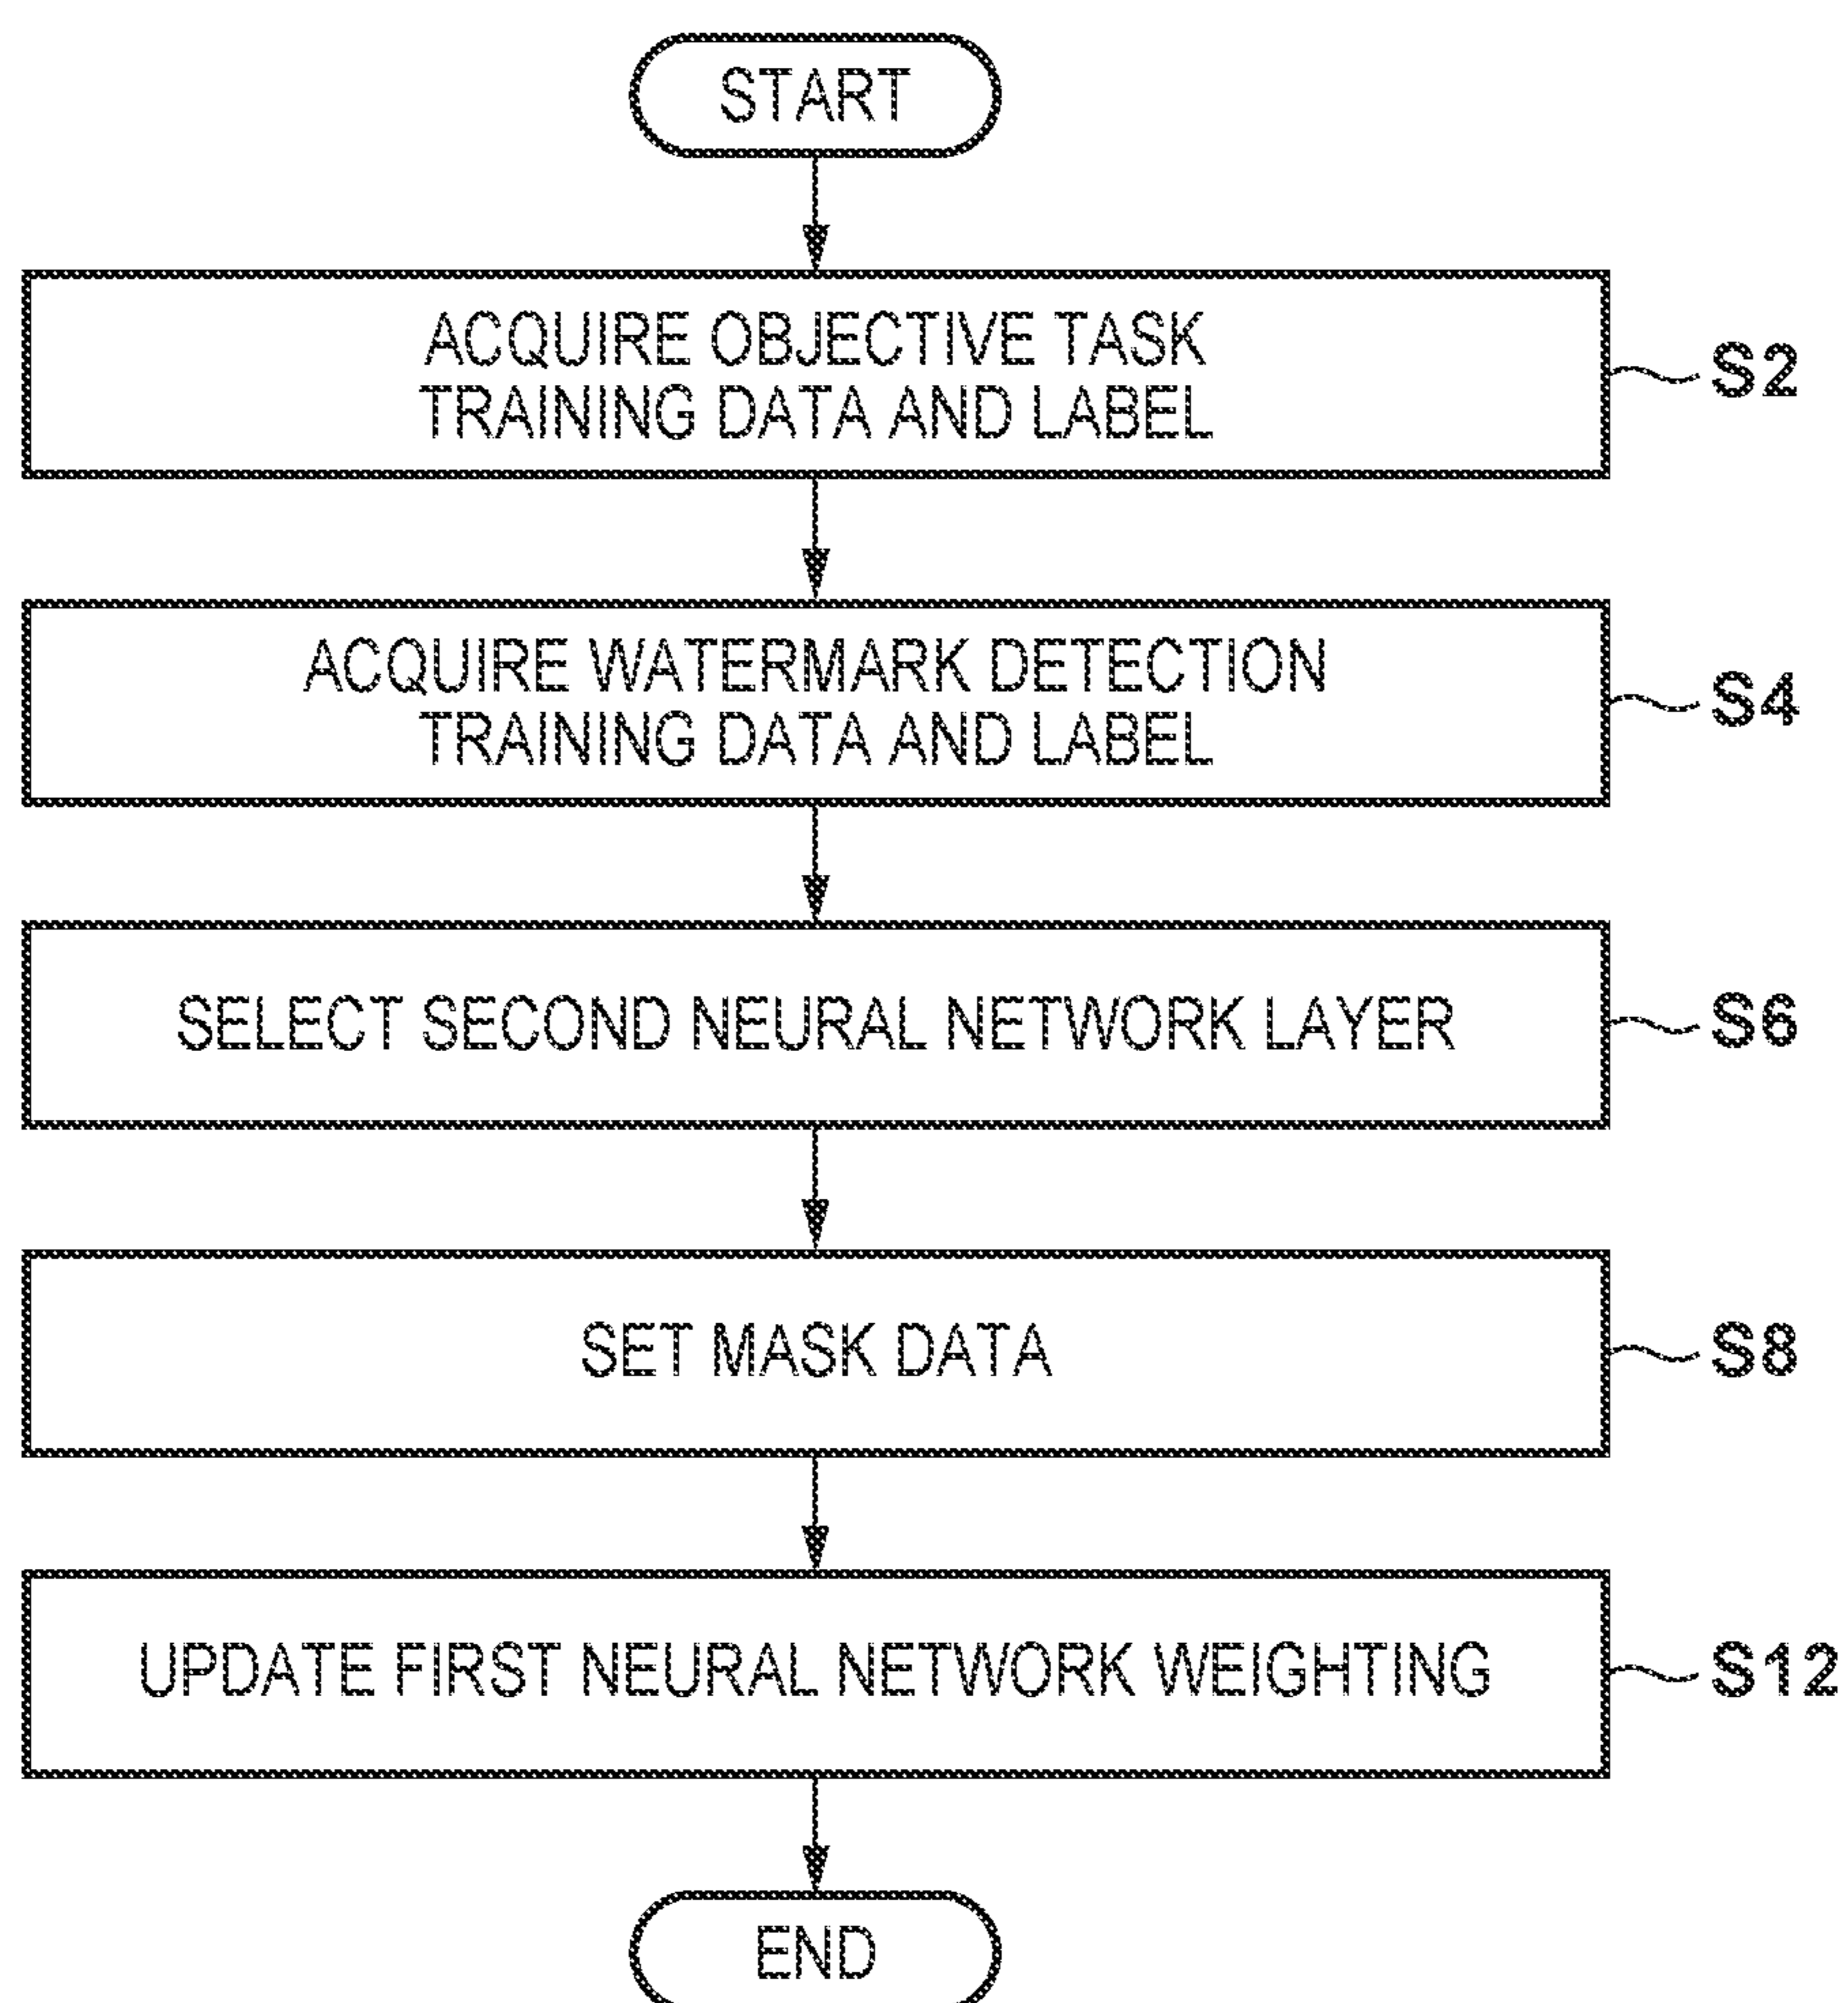 START
ACQUIRE OBJECTIVE TASK
TRAINING DATA AND LABEL
S2
ACQUIRE WATERMARK DETECTION
TRAINING DATA AND LABEL
S4
SELECT SECOND NEURAL NETWORK LAYER
S6
SET MASK DATA
S8
UPDATE FIRST NEURAL NETWORK WEIGHTING
S12
END